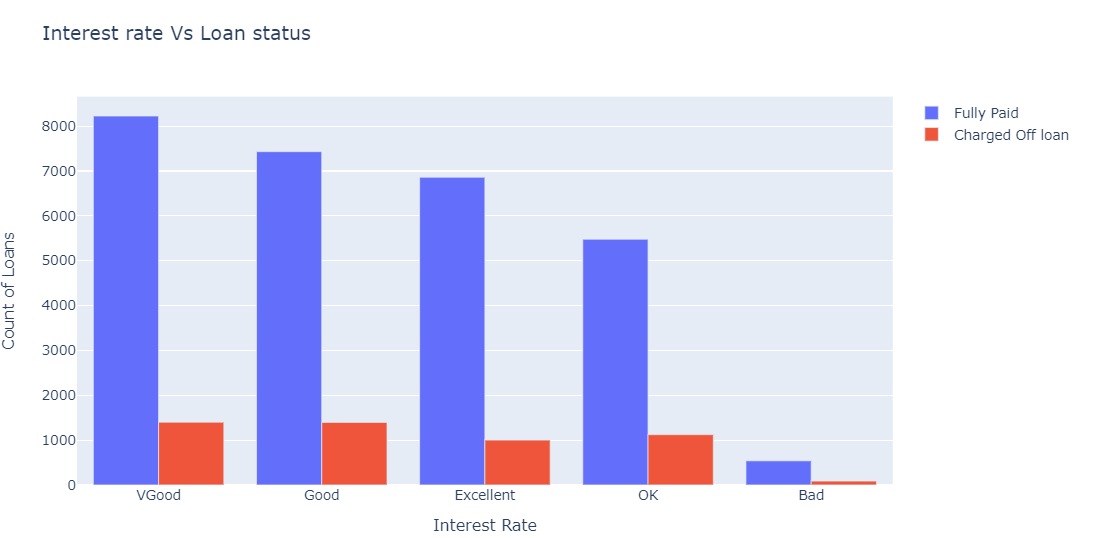 Interest rate Vs Loan status
Fully Paid
Charged Off loan
Count of Loans
8000
7000
6000
5000
4000
3000
2000
1000
0
VGood
Good
Excellent
OK
Bad
Interest Rate